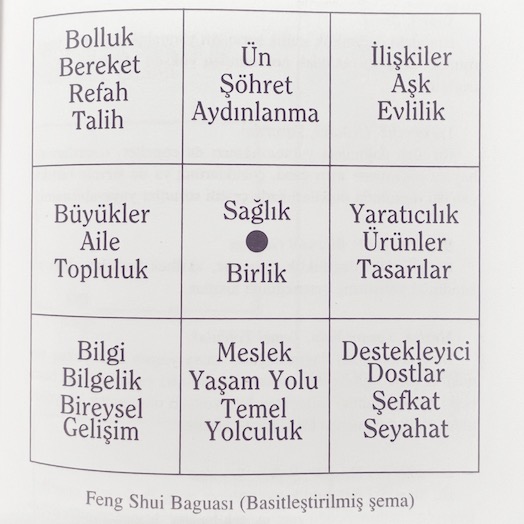 Bolluk
Bereket
Refah
Talih
Ün
Şöhret
Aydınlanma
İlişkiler
Aşk
Evlilik
Büyükler
Aile
Topluluk
Sağlık
Birlik
Yaratıcılık
Ürünler
Tasarılar
Bilgi
Bilgelik
Bireysel
Gelişim
Meslek
Yaşam Yolu
Temel
Yolculuk
Destekleyici
Dostlar
Şefkat
Seyahat
Feng Shui Baguası (Basitleştirilmiş şema)